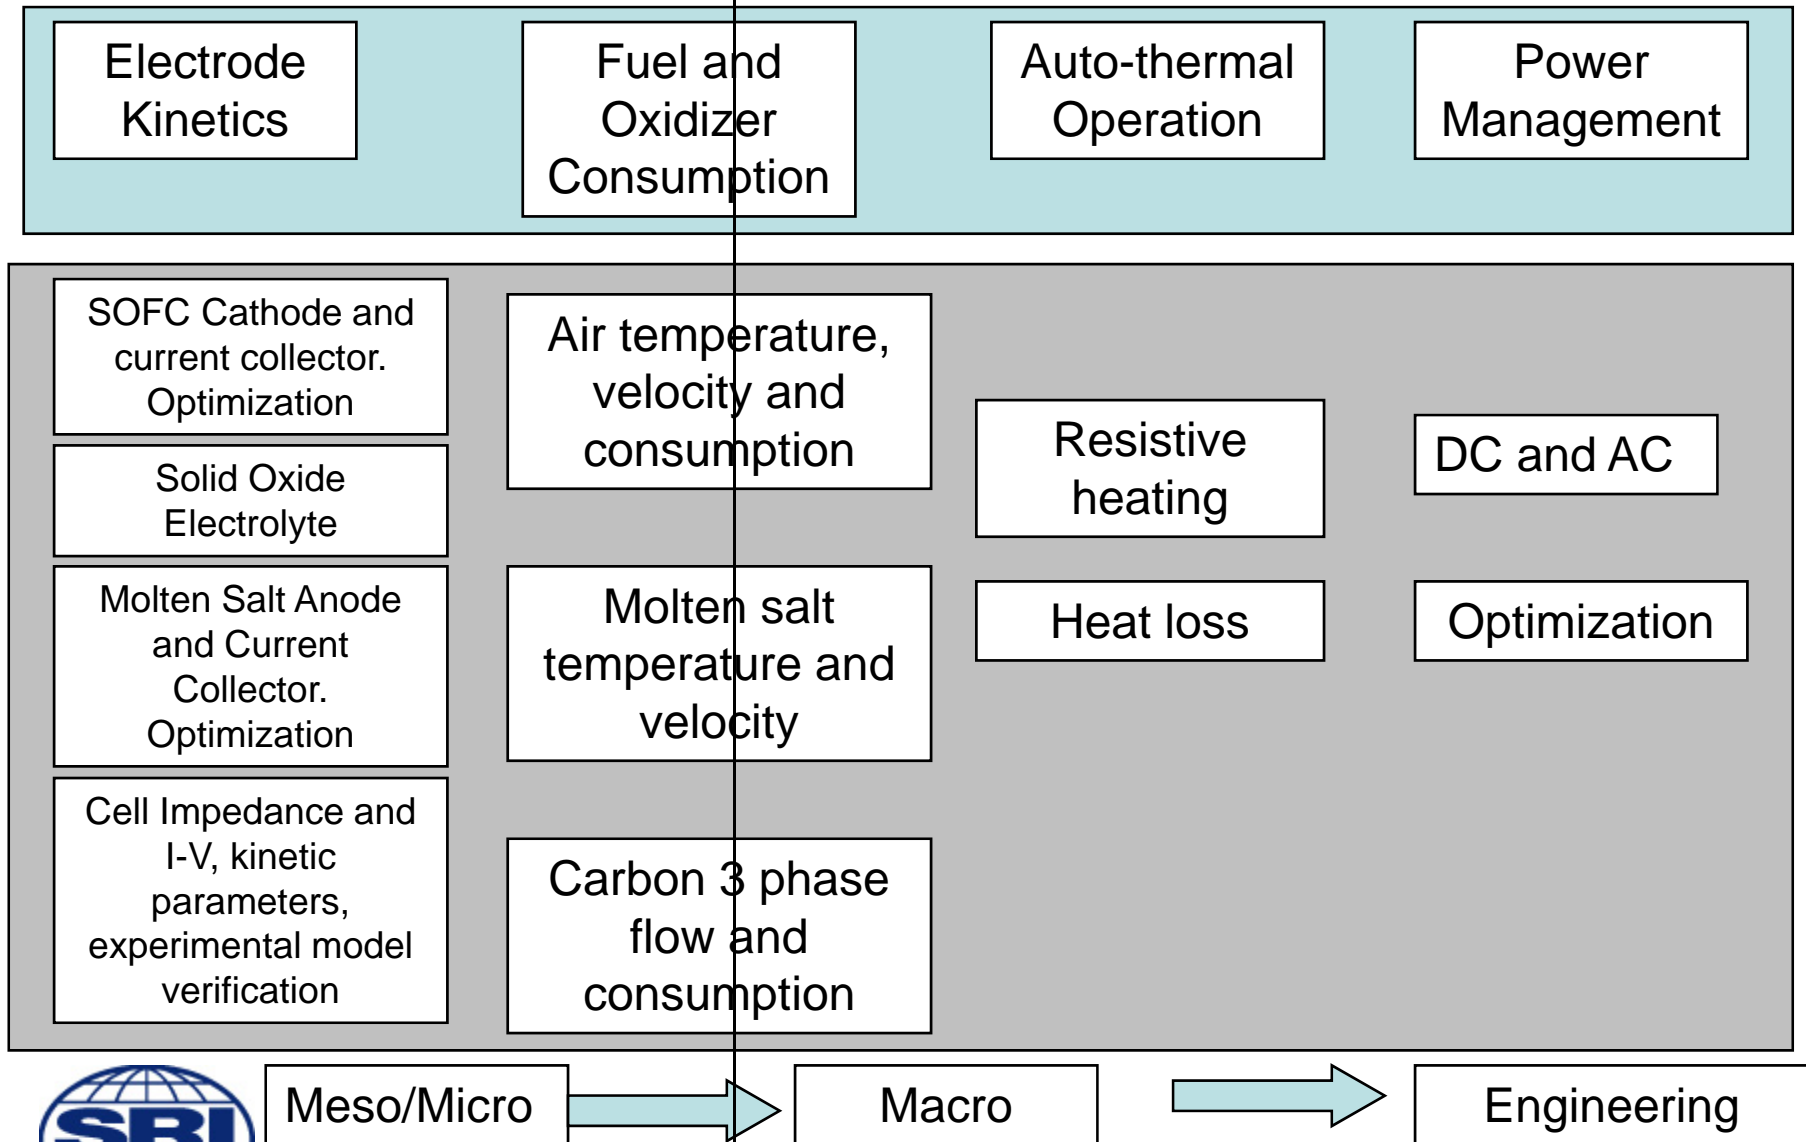 Electrode
Kinetics
Fuel and
Oxidizer
Consumption
Auto-thermal
Operation
Power
Management
SOFC Cathode and
current collector.
Optimization
Solid Oxide
Electrolyte
Molten Salt Anode
and Current
Collector.
Optimization
Cell Impedance and
I-V, kinetic
parameters,
experimental model
verification
Air temperature,
velocity and
consumption
Molten salt
temperature and
velocity
Carbon 3 phase
flow and
consumption
Resistive
heating
Heat loss
DC and AC
Optimization
SRI
Meso/Micro
Macro
Engineering